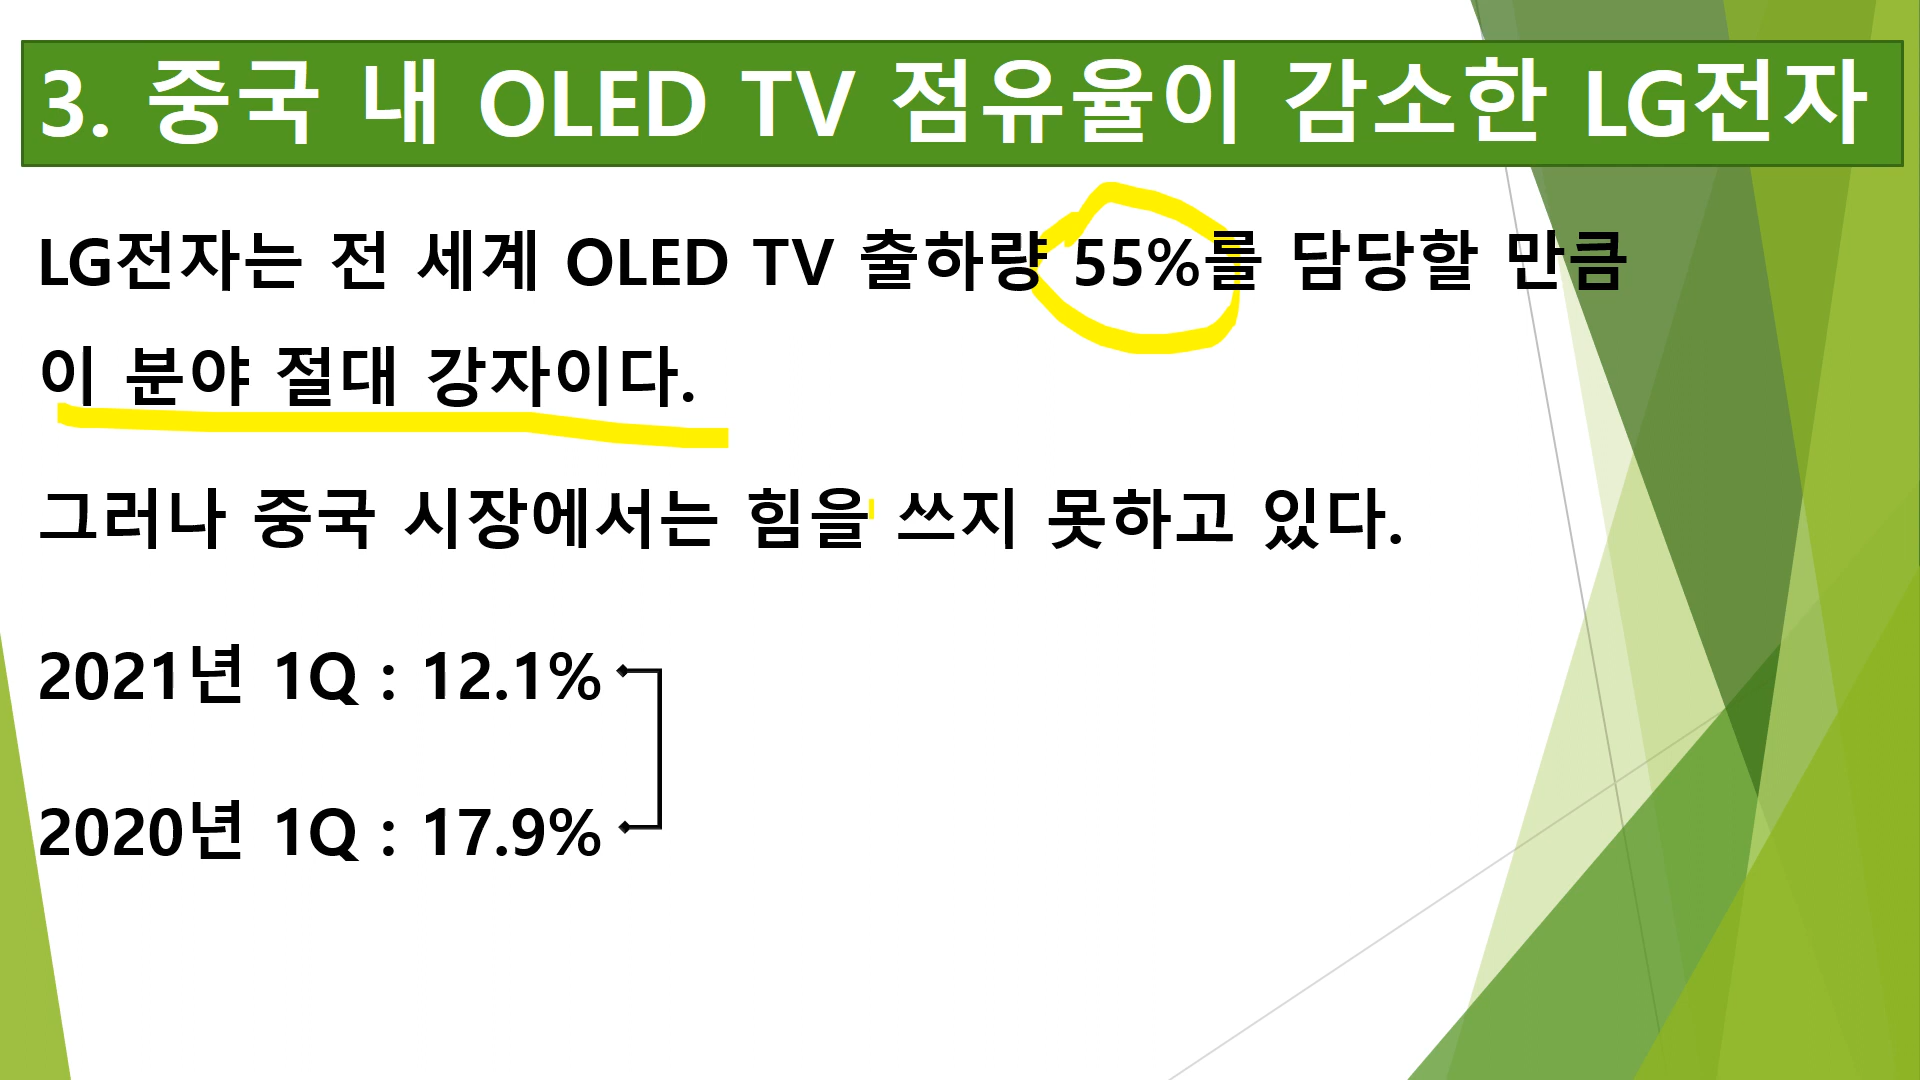 3. 중국 내 OLED TV 점유율이 감소한 LG전자
LG전자는 전 세계 OLED TV 출하량 55%를 담당할 만큼
이 분야 절대 강자이다.
그러나 중국 시장에서는 힘을 쓰지 못하고 있다.
2021년 1Q : 12.1%
2020년 1Q : 17.9%